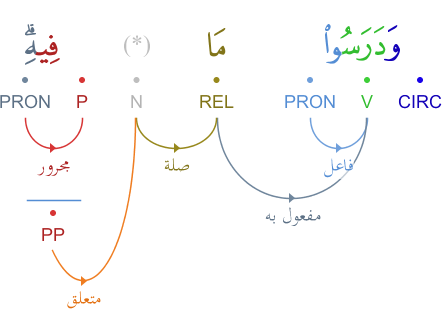 وَدَرَسُوا۟ مَا (*) فِيهِۗ
CIRC V PRON REL N P PRON
فاعل صلة مجرور
مفعول به
PP
متعلق